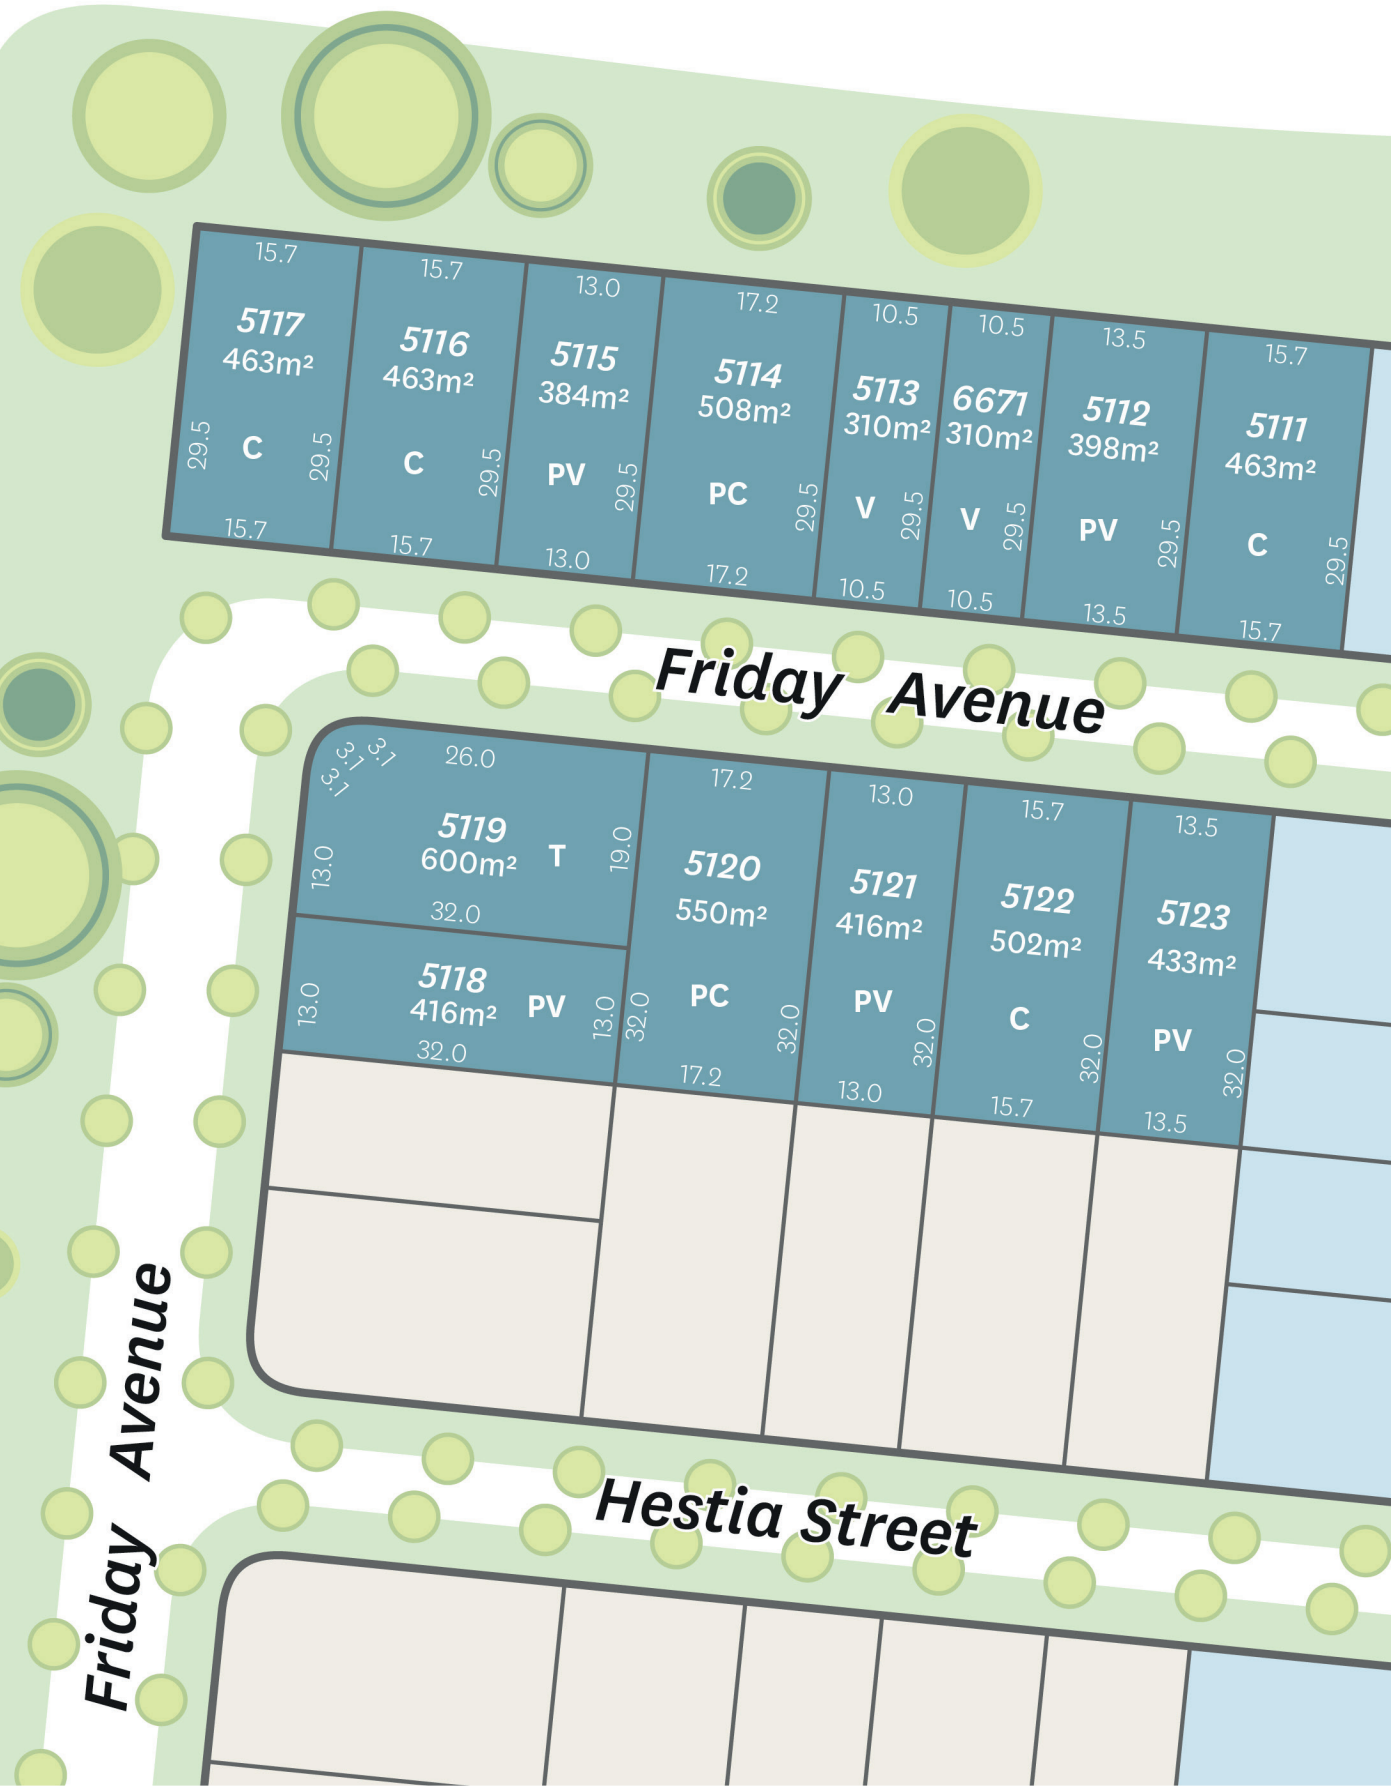 15.7
5117
463m²
29.5
C
29.5
15.7
15.7
5116
463m²
C
29.5
15.7
13.0
5115
384m²
PV
29.5
13.0
17.2
5114
508m²
PC
29.5
17.2
10.5
5113
310m²
V
29.5
10.5
10.5
6671
310m²
V
29.5
10.5
13.5
5112
398m²
PV
29.5
13.5
15.7
5111
463m²
C
29.5
15.7
Friday Avenue
3.1
3.1
3.1
26.0
5119
600m²
T
13.0
19.0
32.0
5118
416m²
PV
13.0
13.0
32.0
17.2
5120
550m²
PC
32.0
32.0
17.2
13.0
5121
416m²
PV
32.0
13.0
15.7
5122
502m²
C
32.0
15.7
13.5
5123
433m²
PV
32.0
13.5
Friday Avenue
Hestia Street